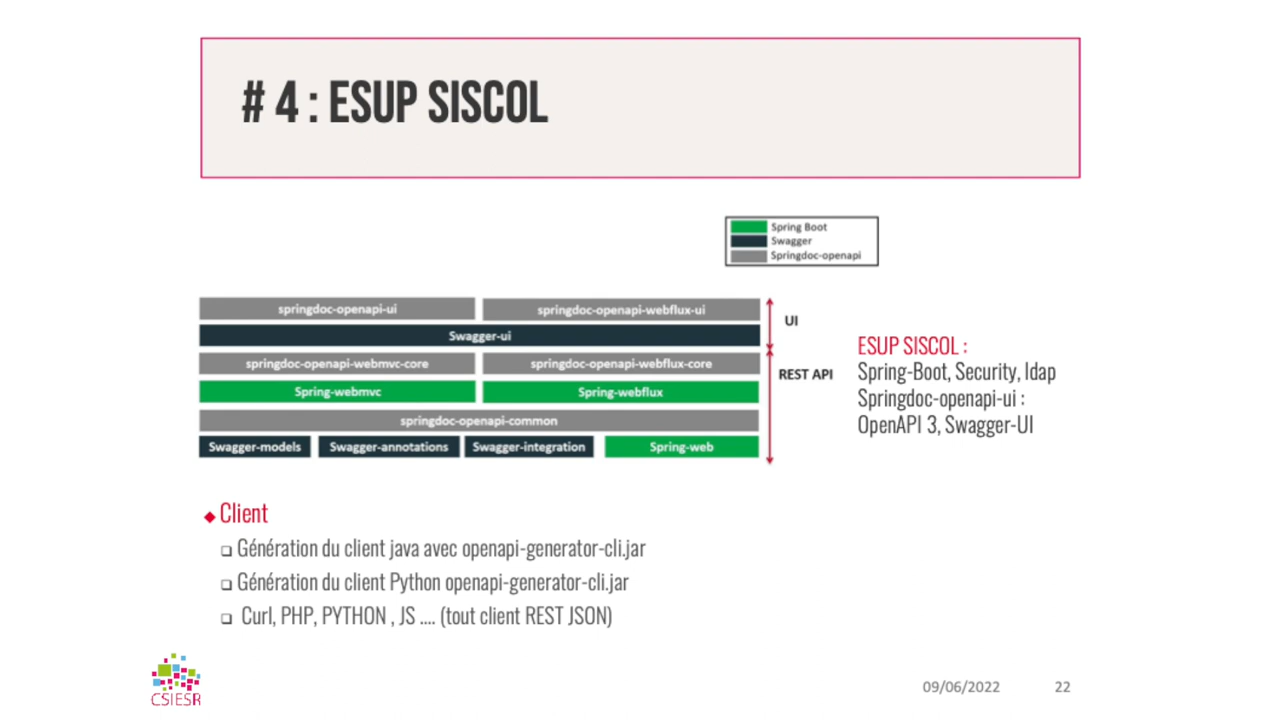 # 4 : ESUP SISCOL
Spring Boot
Swagger
Springdoc-openapi
springdoc-openapi-ui
springdoc-openapi-webflux-ui
Swagger-ui
springdoc-openapi-webmvc-core
springdoc-openapi-webflux-core
Spring-webmvc
Spring-webflux
springdoc-openapi-common
Swagger-models
Swagger-annotations
Swagger-integration
Spring-web
UI
REST API
ESUP SISCOL :
Spring-Boot, Security, ldap
Springdoc-openapi-ui :
OpenAPI 3, Swagger-UI
Client
Génération du client java avec openapi-generator-cli.jar
Génération du client Python openapi-generator-cli.jar
Curl, PHP, PYTHON , JS .... (tout client REST JSON)
CSIESR
09/06/2022
22